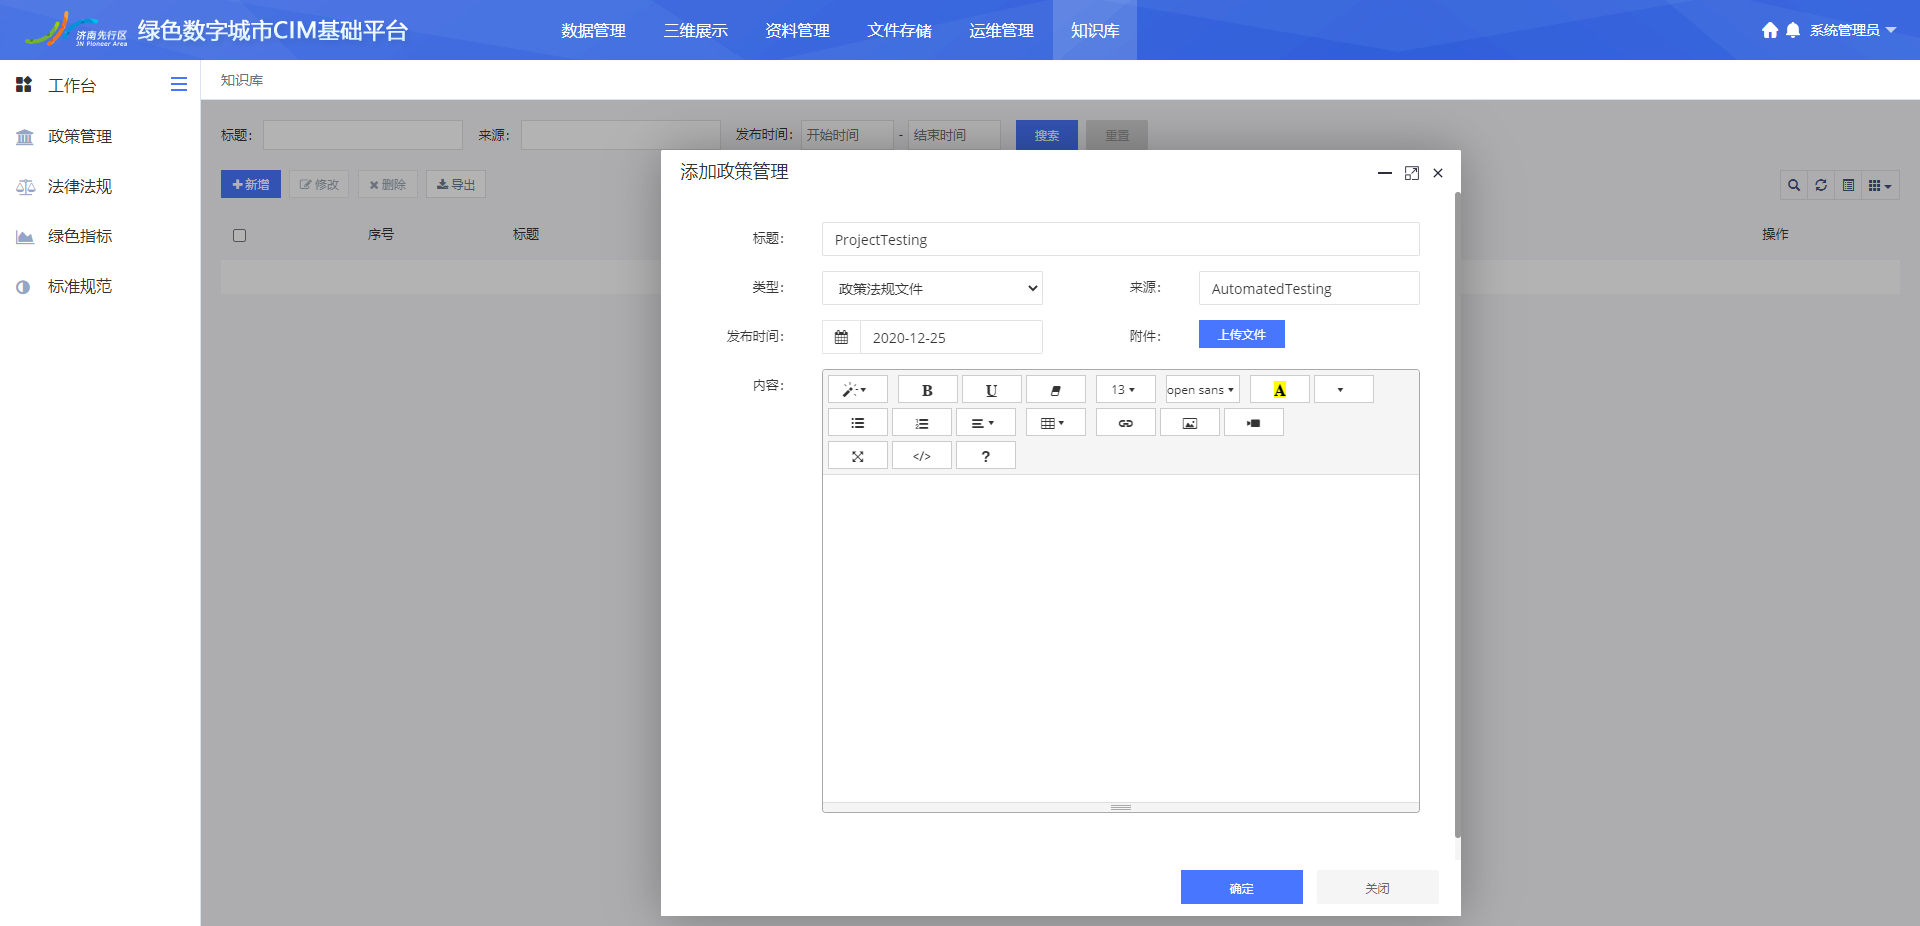 济南先行区
JN Pioneer Area
绿色数字城市CIM基础平台
数据管理 三维展示 资料管理 文件存储 运维管理 知识库
系统管理员
工作台
知识库
政策管理
法律法规
绿色指标
标准规范
标题： 来源： 发布时间： 开始时间 - 结束时间 搜索 重置
新增 修改 删除 导出
序号 标题 操作
添加政策管理
标题： ProjectTesting
类型： 政策法规文件 来源： AutomatedTesting
发布时间： 2020-12-25 附件： 上传文件
内容：
B U 13 open sans A
</> ?
确定 关闭